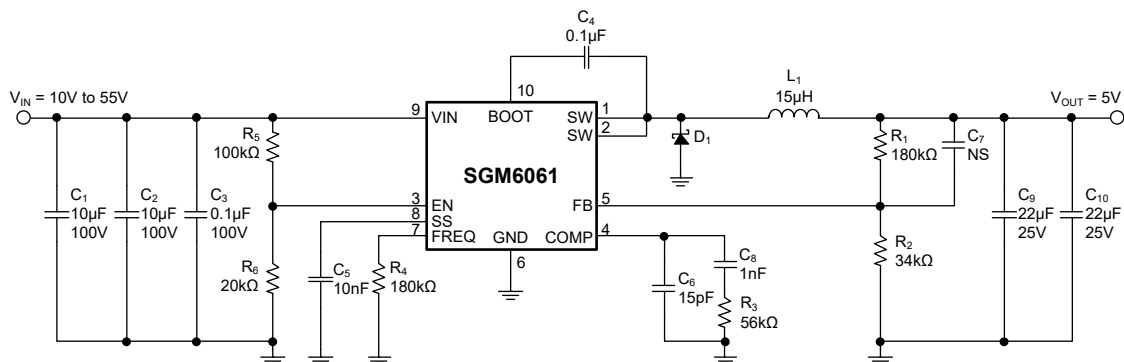 C₄
0.1µF
V_IN = 10V to 55V
L₁
15µH
V_OUT = 5V
10
BOOT
9
VIN
SW
1
SW
2
R₅
100kΩ
D₁
R₁
180kΩ
C₇
NS
SGM6061
C₁
10µF
100V
C₂
10µF
100V
C₃
0.1µF
100V
3
EN
8
SS
7
FREQ
GND
6
FB
5
COMP
4
C₉
22µF
25V
C₁₀
22µF
25V
R₆
20kΩ
C₅
10nF
R₄
180kΩ
C₆
15pF
C₈
1nF
R₃
56kΩ
R₂
34kΩ